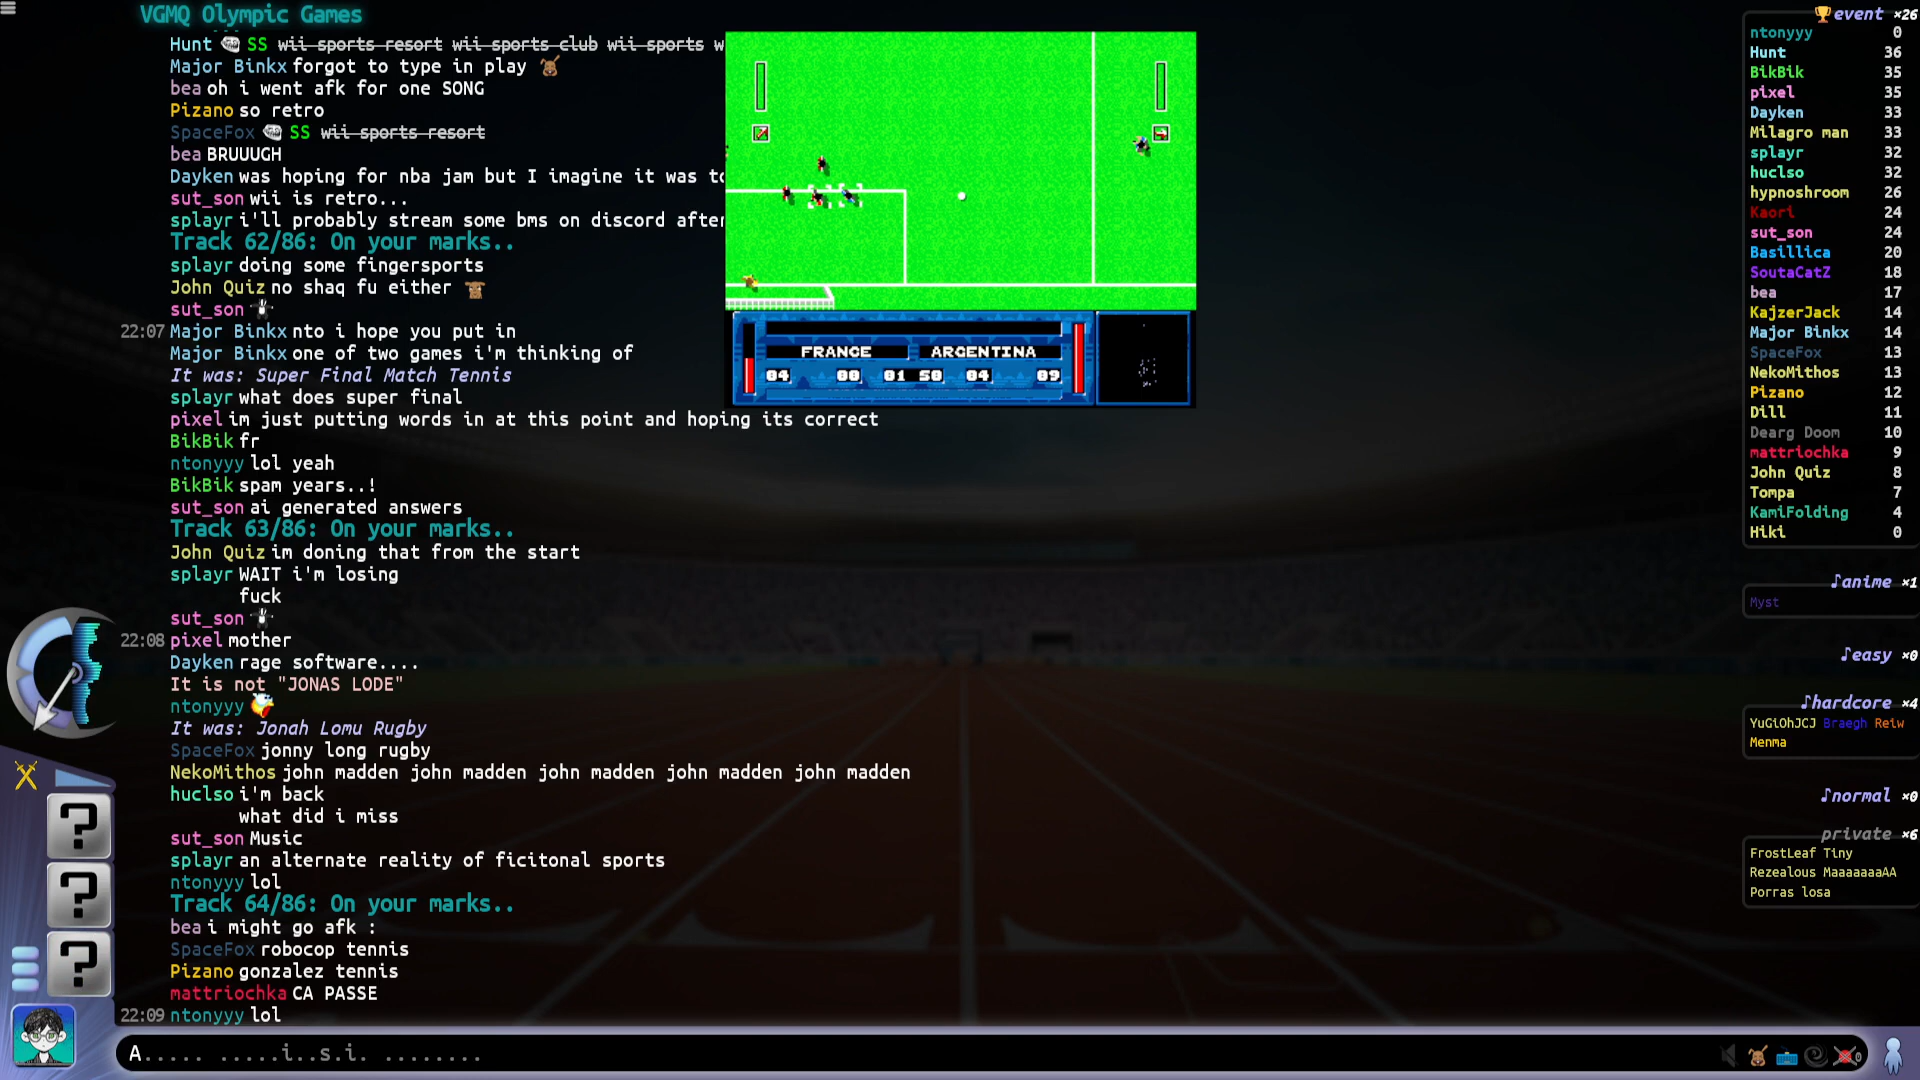 VGMQ Olympic Games
Hunt SS wii sports resort wii sports club wii sports w
Major Binkx forgot to type in play
bea oh i went afk for one SONG
Pizano so retro
SpaceFox SS wii sports resort
bea BRUUUGH
Dayken was hoping for nba jam but I imagine it was to
sut_son wii is retro...
splayr i'll probably stream some bms on discord after
Track 62/86: On your marks..
splayr doing some fingersports
John Quiz no shaq fu either
sut_son
22:07 Major Binkx nto i hope you put in
Major Binkx one of two games i'm thinking of
It was: Super Final Match Tennis
splayr what does super final
pixel im just putting words in at this point and hoping its correct
BikBik fr
ntonyyy lol yeah
BikBik spam years..!
sut_son ai generated answers
Track 63/86: On your marks..
John Quiz im doning that from the start
splayr WAIT i'm losing
fuck
sut_son
22:08 pixel mother
Dayken rage software....
It is not "JONAS LODE"
ntonyyy
It was: Jonah Lomu Rugby
SpaceFox jonny long rugby
NekoMithos john madden john madden john madden john madden john madden
huclso i'm back
what did i miss
sut_son Music
splayr an alternate reality of ficitonal sports
ntonyyy lol
Track 64/86: On your marks..
bea i might go afk :
SpaceFox robocop tennis
Pizano gonzalez tennis
mattriochka CA PASSE
22:09 ntonyyy lol
A..... .....i..s.i. ........
FRANCE ARGENTINA
04 00 01 50 04 09
? 
?
?
event ×26
ntonyyy 0
Hunt 36
BikBik 35
pixel 35
Dayken 33
Milagro man 33
splayr 32
huclso 32
hypnoshroom 26
Kaori 24
sut_son 24
Basillica 20
SoutaCatZ 18
bea 17
KajzerJack 14
Major Binkx 14
SpaceFox 13
NekoMithos 13
Pizano 12
Dill 11
Dearg Doom 10
mattriochka 9
John Quiz 8
Tompa 7
KamiFolding 4
Hiki 0
♪anime ×1
Myst
♪easy ×0
♪hardcore ×4
YuGiOhJCJ Braegh Reiw
Menma
♪normal ×0
private ×6
FrostLeaf Tiny
Rezealous MaaaaaaaAA
Porras losa
0